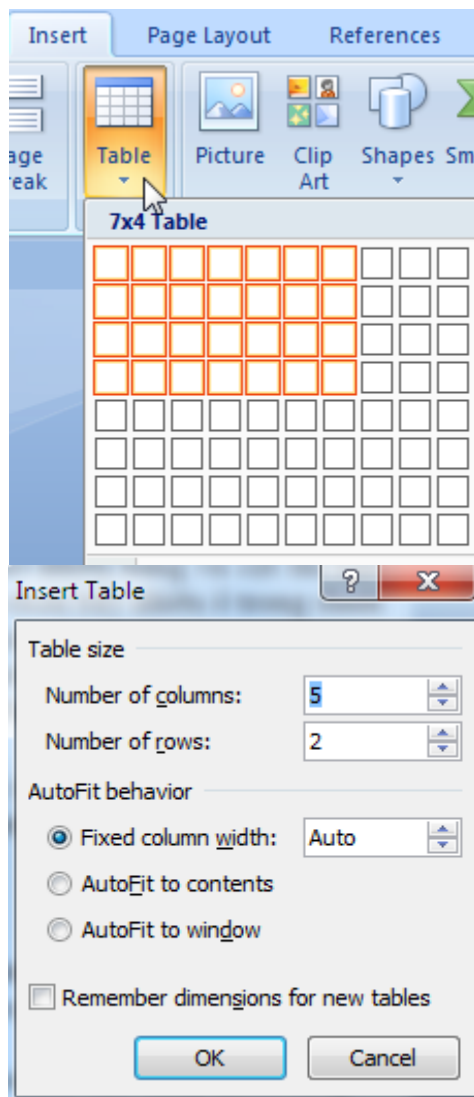 Insert Page Layout References
age Table Picture Clip Shapes Sm
eak Art
7x4 Table
Insert Table ?
Table size
Number of columns: 5
Number of rows: 2
AutoFit behavior
Fixed column width: Auto
AutoFit to contents
AutoFit to window
Remember dimensions for new tables
OK Cancel